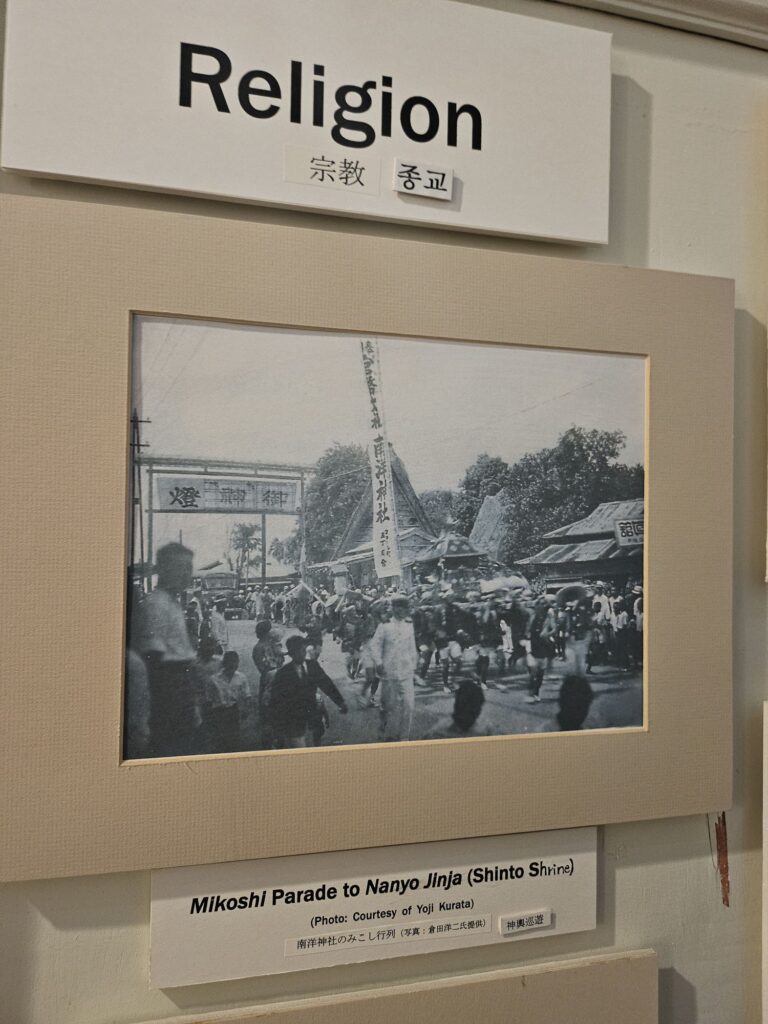 Religion
宗教 종교
南洋神社
燈神御
Mikoshi Parade to Nanyo Jinja (Shinto Shrine)
(Photo: Courtesy of Yoji Kurata)
南洋神社のみこし行列 (写真:倉田洋二氏提供) 神輿巡遊